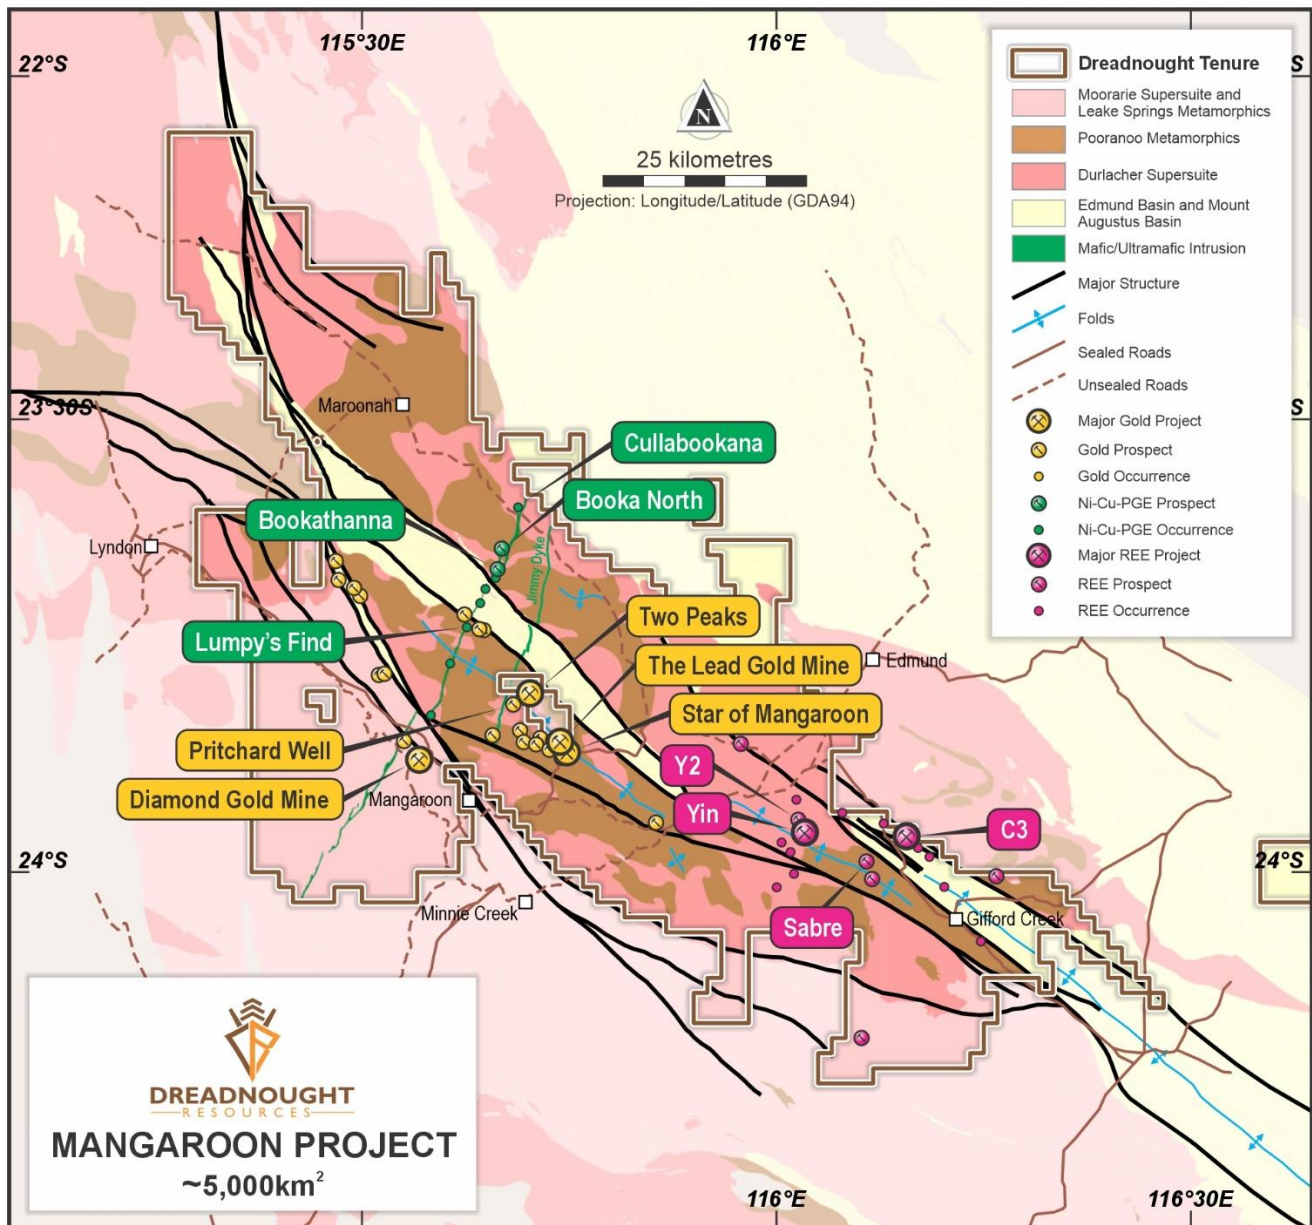 115°30E
116°E
22°S
S
N
25 kilometres
Projection: Longitude/Latitude (GDA94)
Dreadnought Tenure
Moorarie Supersuite and
Leake Springs Metamorphics
Pooranoo Metamorphics
Durlacher Supersuite
Edmund Basin and Mount
Augustus Basin
Mafic/Ultramafic Intrusion
Major Structure
Folds
Sealed Roads
Unsealed Roads
Major Gold Project
Gold Prospect
Gold Occurrence
Ni-Cu-PGE Prospect
Ni-Cu-PGE Occurrence
Major REE Project
REE Prospect
REE Occurrence
23°30S
S
Maroonah
Cullabookana
Booka North
Bookathanna
Lyndon
Jimmy Dyke
Two Peaks
Lumpy's Find
The Lead Gold Mine
Edmund
Star of Mangaroon
Pritchard Well
Y2
Diamond Gold Mine
Mangaroon
Yin
C3
24°S
24°S
Minnie Creek
Sabre
Gifford Creek
DREADNOUGHT
RESOURCES
MANGAROON PROJECT
~5,000km²
116°E
116°30E